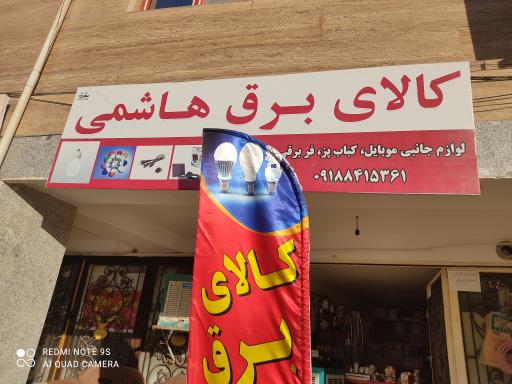 کالای برق هاشمی
لوازم جانبی موبایل، کباب پز، فر برقی
۰۹۱۸۸۴۱۵۳۶۱
کالای
برق
REDMI NOTE 9S
AI QUAD CAMERA